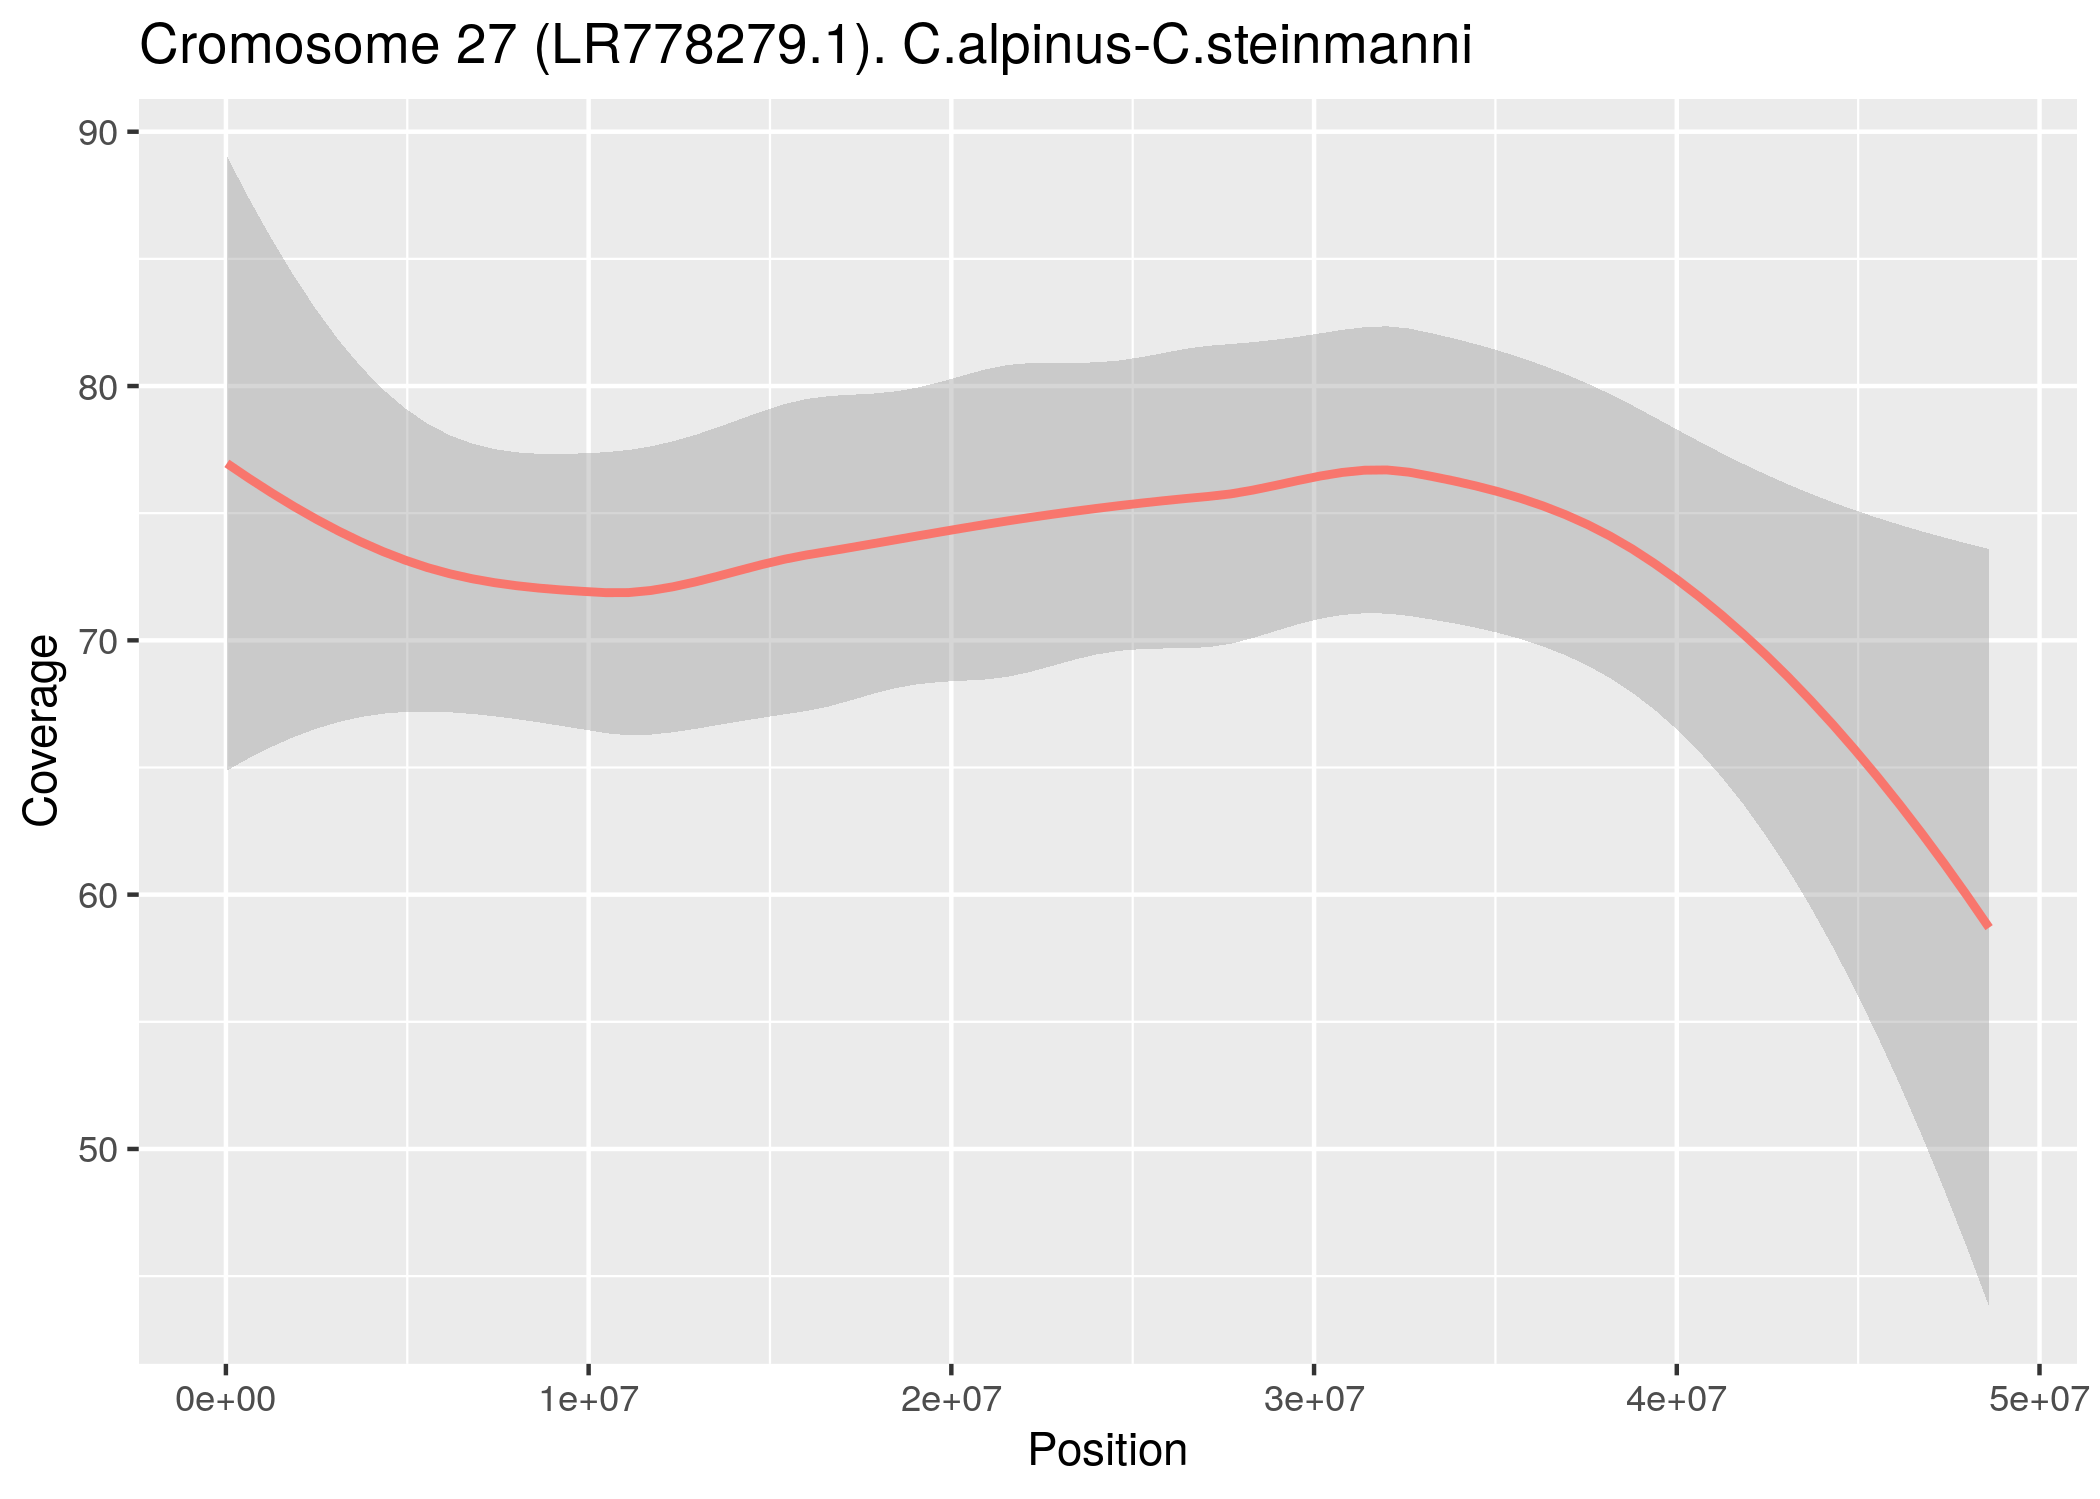 Cromosome 27 (LR778279.1). C.alpinus-C.steinmanni
90
80
70
60
50
Coverage
0e+00 1e+07 2e+07 3e+07 4e+07 5e+07
Position